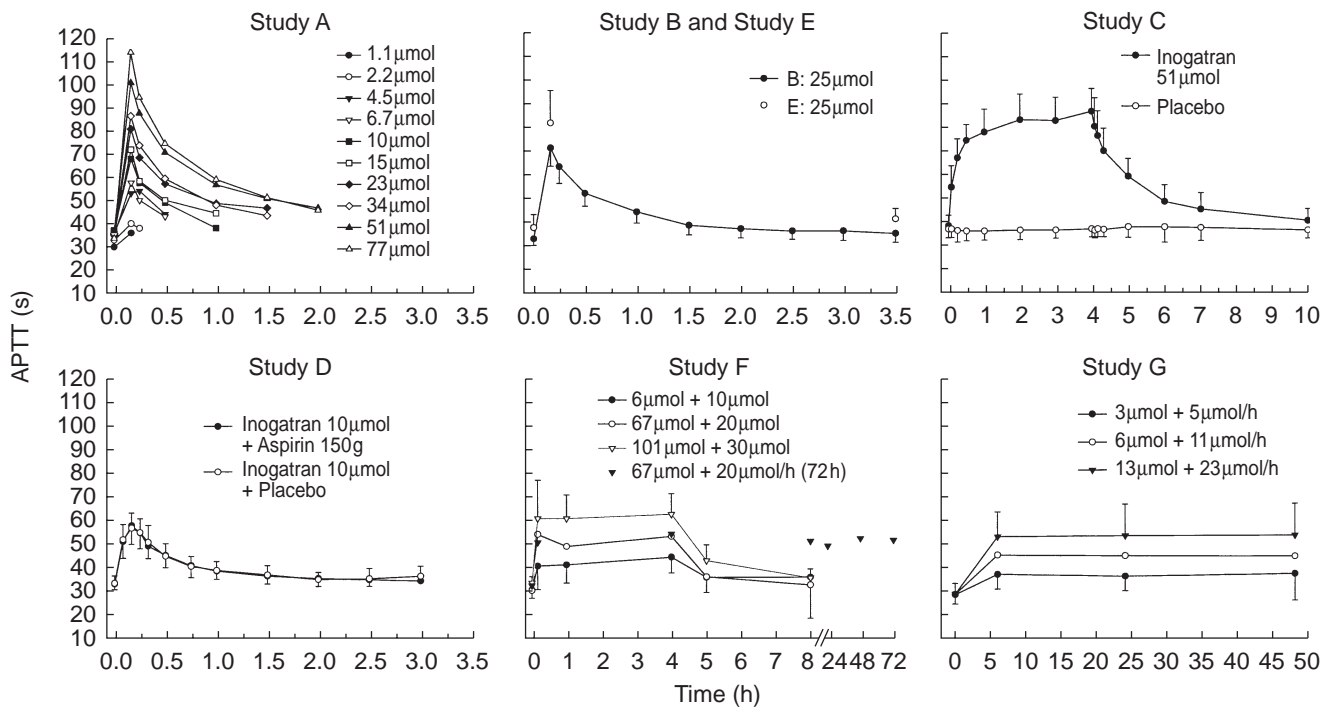 Study A
120
110
100
90
80
70
60
50
40
30
20
10
0.0 0.5 1.0 1.5 2.0 2.5 3.0 3.5
1.1µmol
2.2µmol
4.5µmol
6.7µmol
10µmol
15µmol
23µmol
34µmol
51µmol
77µmol
Study B and Study E
B: 25µmol
E: 25µmol
0.0 0.5 1.0 1.5 2.0 2.5 3.0 3.5
Study C
Inogatran
51µmol
Placebo
0 1 2 3 4 5 6 7 8 9 10
APTT (s)
Study D
120
110
100
90
80
70
60
50
40
30
20
10
Inogatran 10µmol
+ Aspirin 150g
Inogatran 10µmol
+ Placebo
0.0 0.5 1.0 1.5 2.0 2.5 3.0 3.5
Study F
6µmol + 10µmol
67µmol + 20µmol
101µmol + 30µmol
67µmol + 20µmol/h (72h)
0 1 2 3 4 5 6 7 8 24 48 72
Study G
3µmol + 5µmol/h
6µmol + 11µmol/h
13µmol + 23µmol/h
0 5 10 15 20 25 30 35 40 45 50
Time (h)